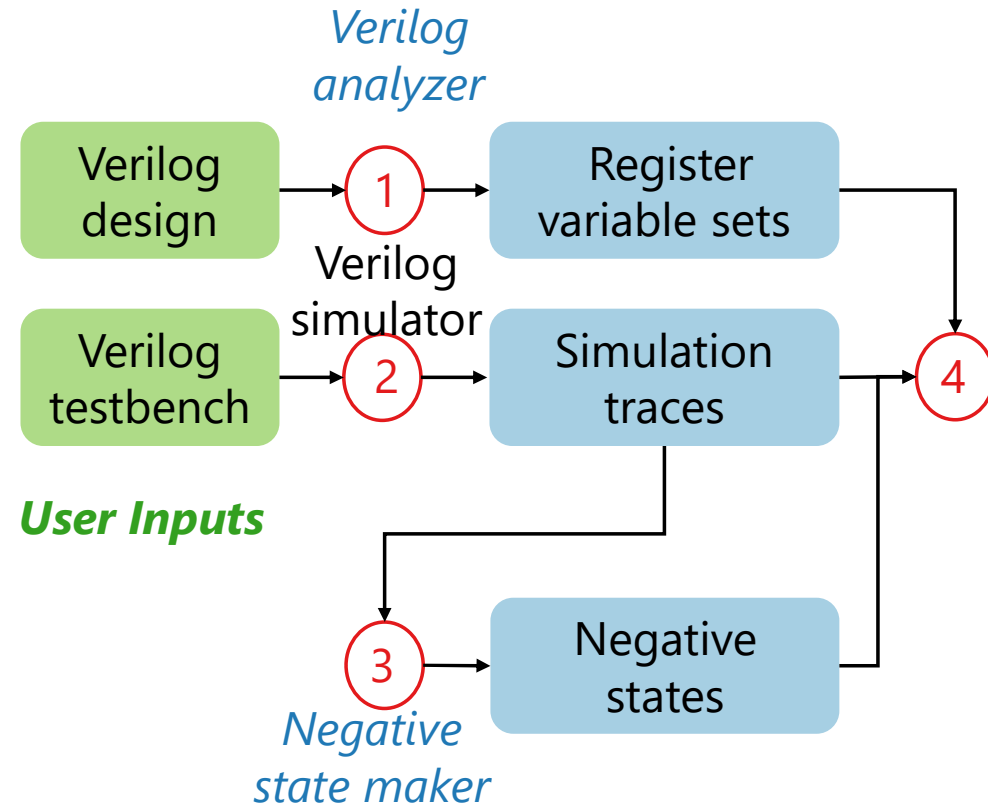 Verilog
analyzer
Verilog
design
1
Register
variable sets
Verilog
simulator
Verilog
testbench
2
Simulation
traces
4
User Inputs
3
Negative
states
Negative
state maker